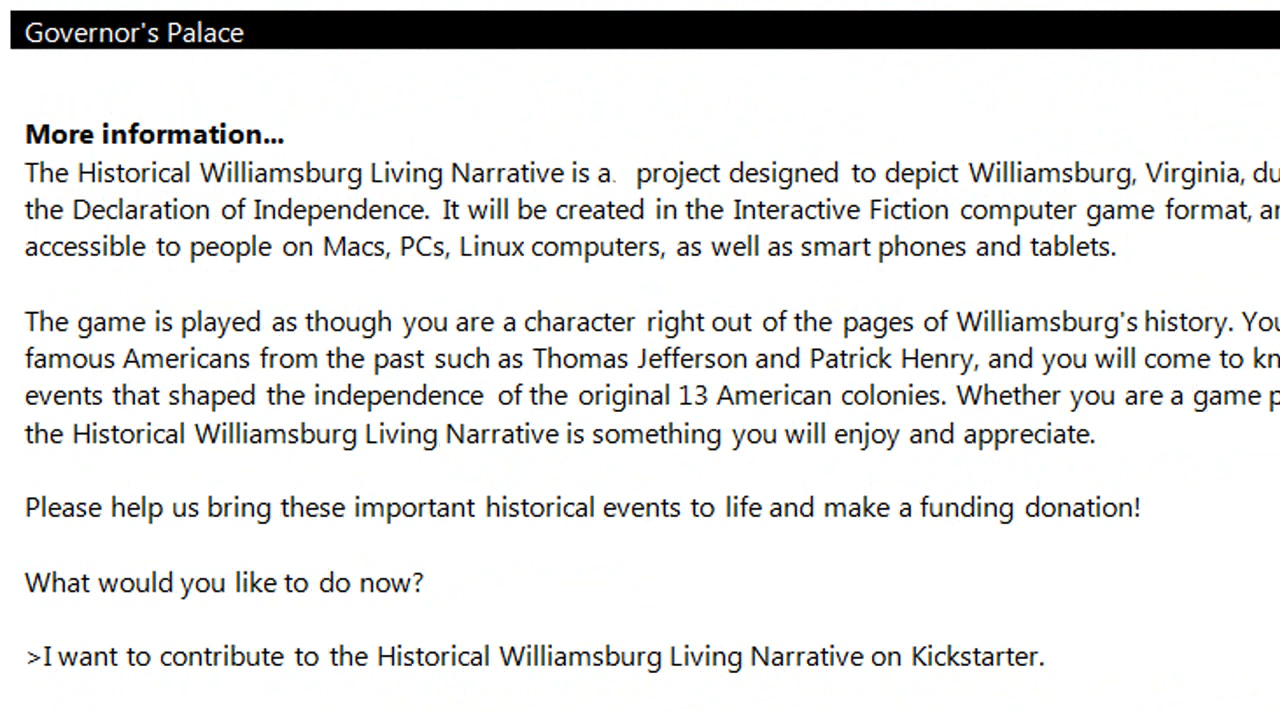 Governor's Palace
More information...
The Historical Williamsburg Living Narrative is a. project designed to depict Williamsburg, Virginia,
the Declaration of Independence. It will be created in the Interactive Fiction computer game format,
accessible to people on Macs, PCs, Linux computers, as well as smart phones and tablets.
The game is played as though you are a character right out of the pages of Williamsburg's history.
famous Americans from the past such as Thomas Jefferson and Patrick Henry, and you will come to
events that shaped the independence of the original 13 American colonies. Whether you are a game
the Historical Williamsburg Living Narrative is something you will enjoy and appreciate.
Please help us bring these important historical events to life and make a funding donation!
What would you like to do now?
>I want to contribute to the Historical Williamsburg Living Narrative on Kickstarter.